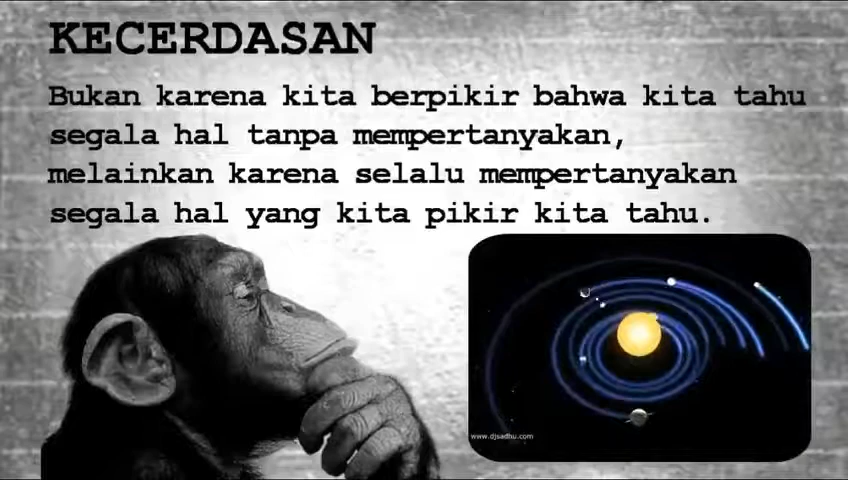 KECERDASAN
Bukan karena kita berpikir bahwa kita tahu
segala hal tanpa mempertanyakan,
melainkan karena selalu mempertanyakan
segala hal yang kita pikir kita tahu.
www.djsadhu.com